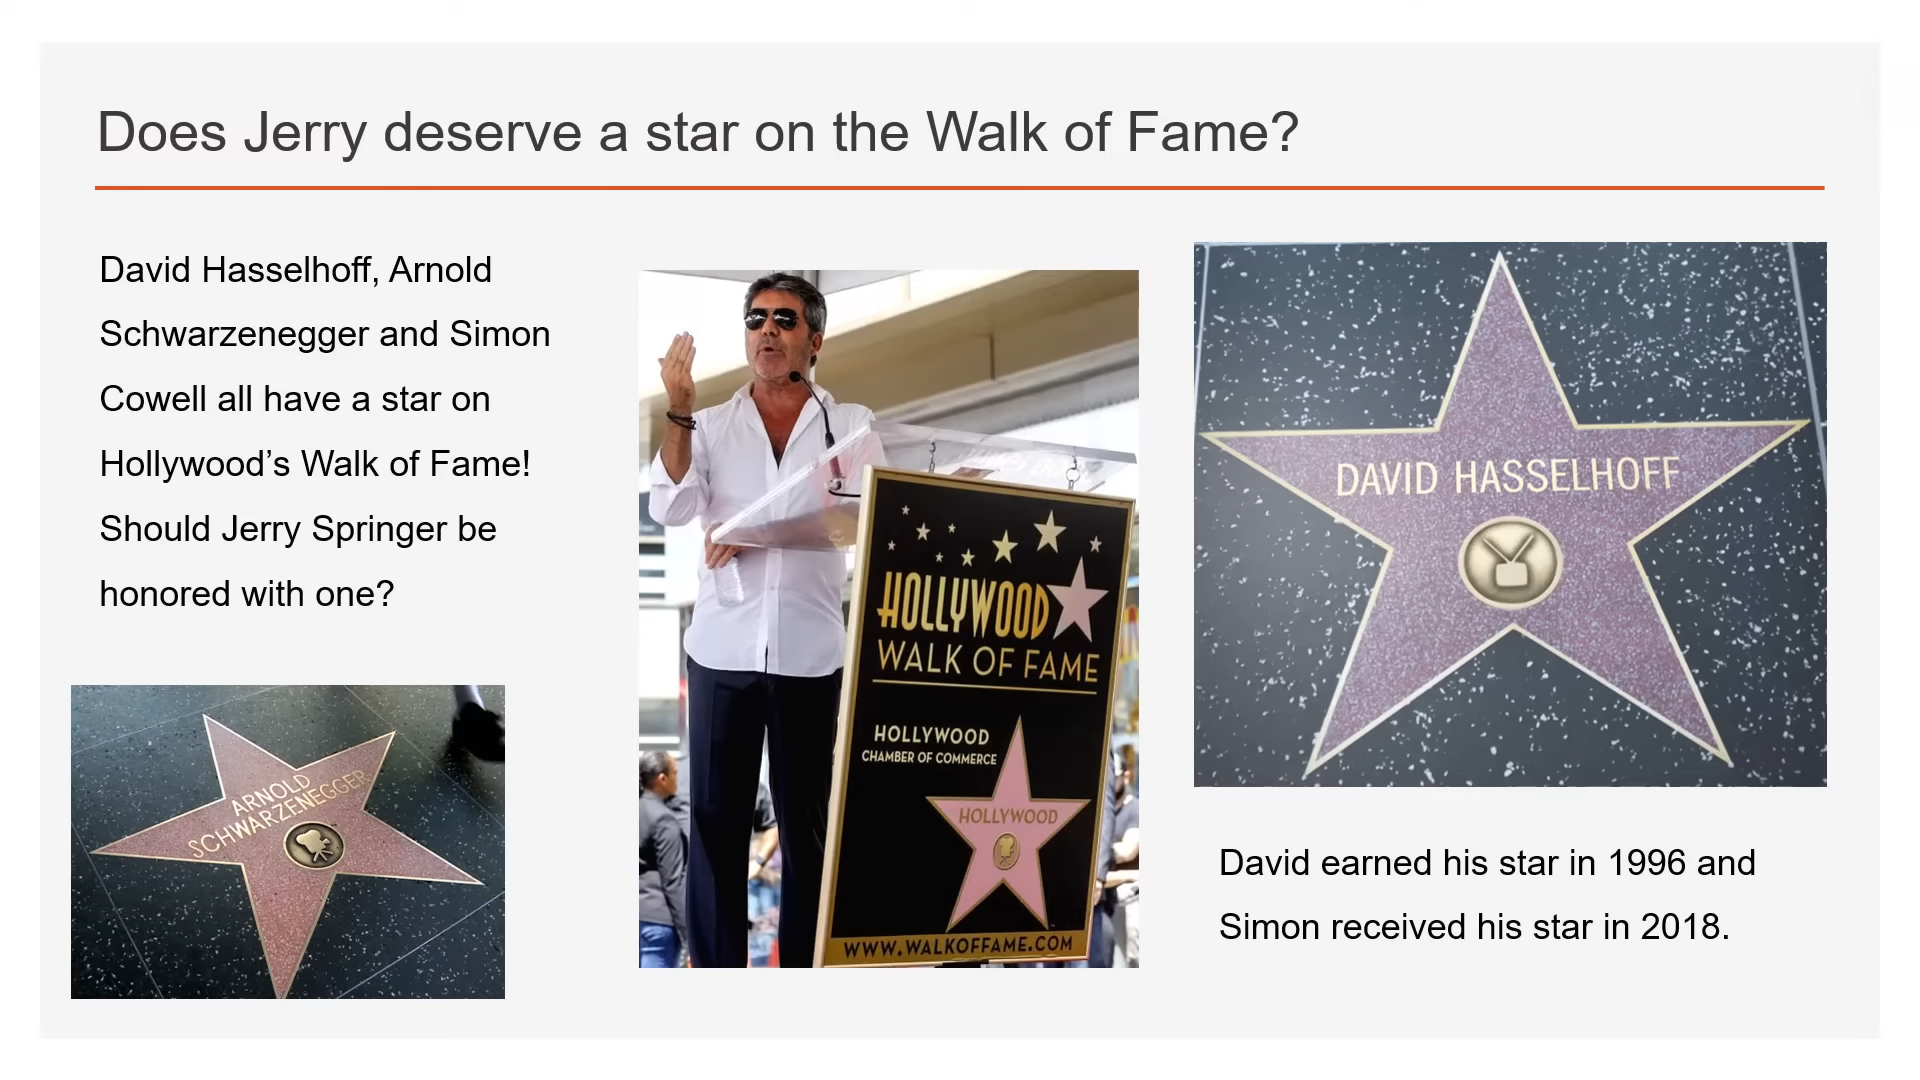 Does Jerry deserve a star on the Walk of Fame?
David Hasselhoff, Arnold
Schwarzenegger and Simon
Cowell all have a star on
Hollywood’s Walk of Fame!
Should Jerry Springer be
honored with one?
ARNOLD
SCHWARZENEGGER
HOLLYWOOD
WALK OF FAME
HOLLYWOOD
CHAMBER OF COMMERCE
HOLLYWOOD
WWW.WALKOFFAME.COM
DAVID HASSELHOFF
David earned his star in 1996 and
Simon received his star in 2018.